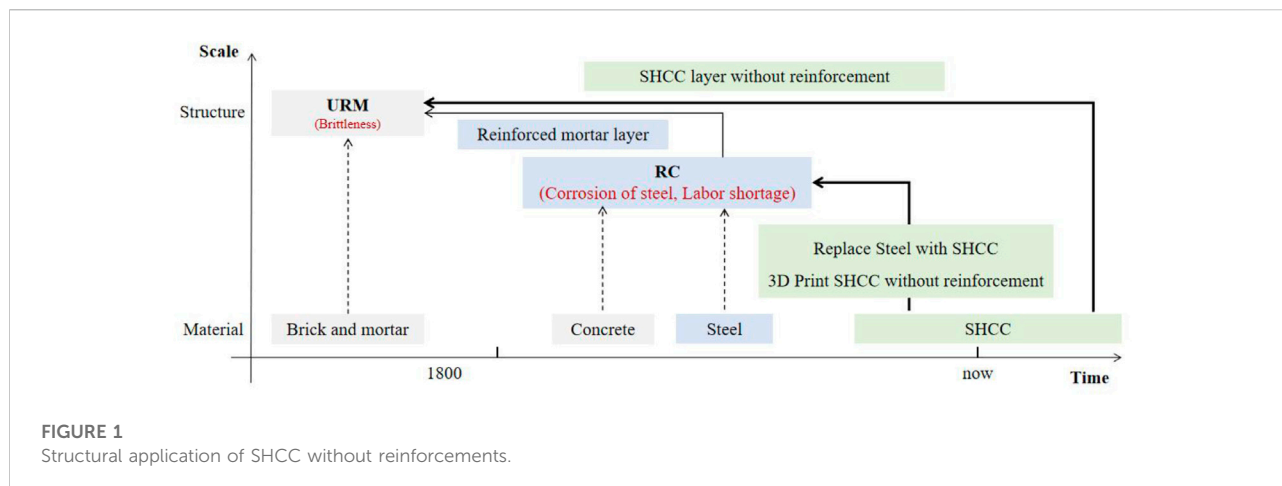 Scale
SHCC layer without reinforcement
URM
Structure
(Brittleness)
Reinforced mortar layer
RC
(Corrosion of steel, Labor shortage)
Replace Steel with SHCC
3D Print SHCC without reinforcement
Material
Brick and mortar
Concrete
Steel
SHCC
1800
now
Time
FIGURE 1
Structural application of SHCC without reinforcements.